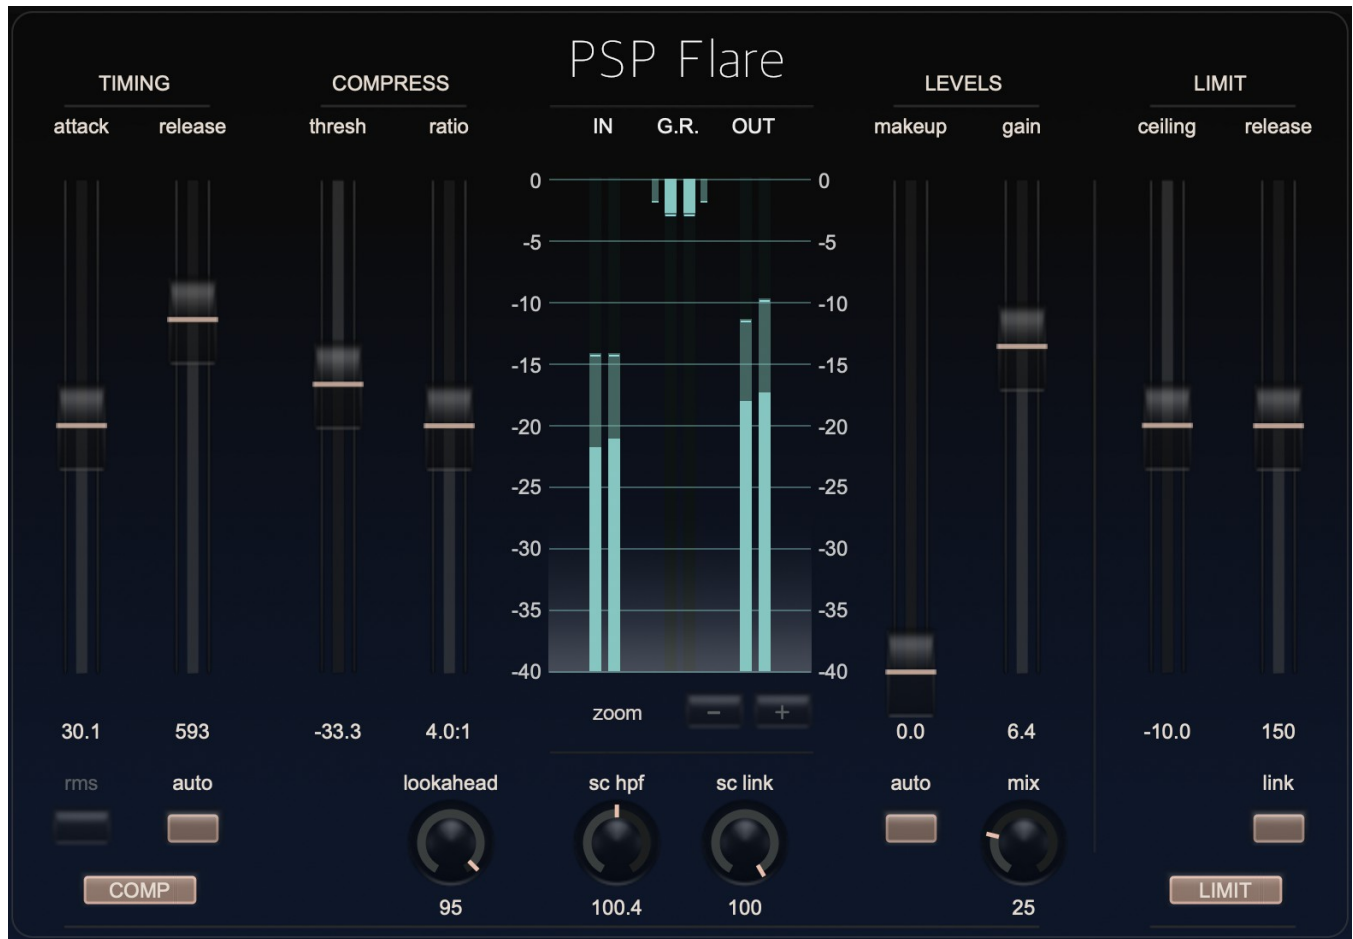 PSP Flare
TIMING COMPRESS LEVELS LIMIT
attack release thresh ratio IN G.R. OUT makeup gain ceiling release
0 0
-5 -5
-10 -10
-15 -15
-20 -20
-25 -25
-30 -30
-35 -35
-40 -40
zoom - +
30.1 593 -33.3 4.0:1 0.0 6.4 -10.0 150
rms auto lookahead sc hpf sc link auto mix link
COMP LIMIT
95 100.4 100 25